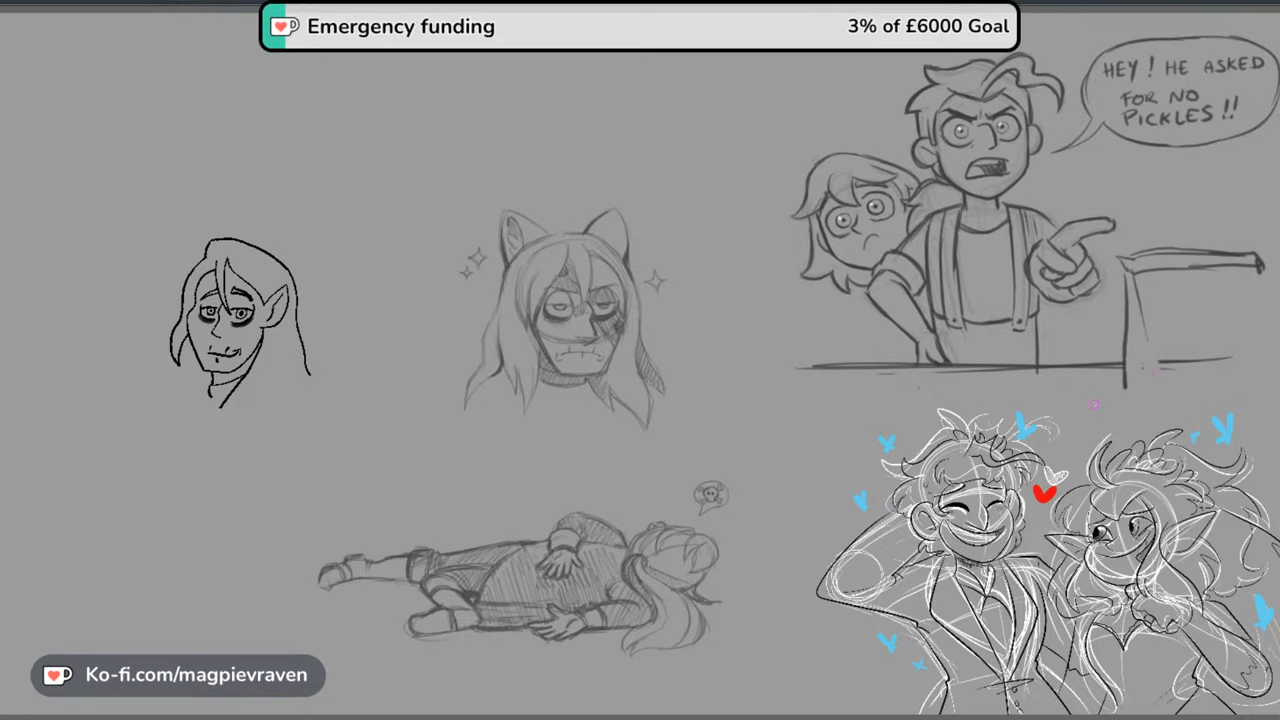 Emergency funding
3% of £6000 Goal
HEY! HE ASKED
FOR NO
PICKLES!!
Ko-fi.com/magpievraven